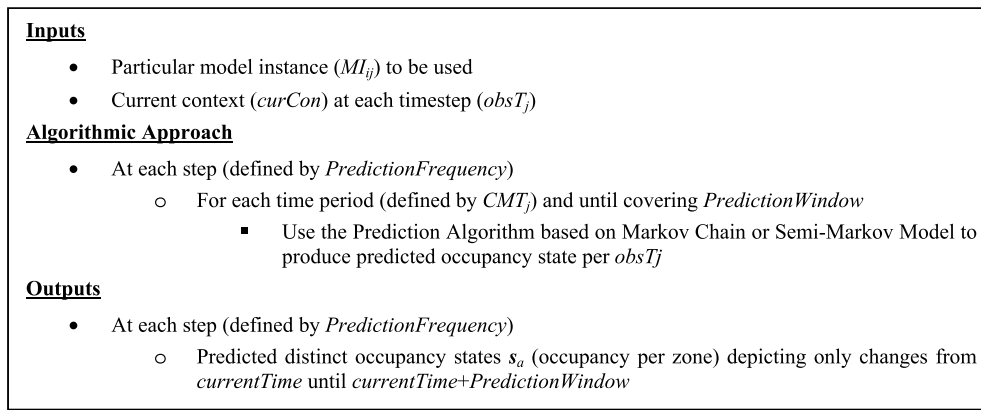 Inputs
• Particular model instance (MIij) to be used
• Current context (curCon) at each timestep (obsTj)
Algorithmic Approach
• At each step (defined by PredictionFrequency)
o For each time period (defined by CMTj) and until covering PredictionWindow
▪ Use the Prediction Algorithm based on Markov Chain or Semi-Markov Model to
produce predicted occupancy state per obsTj
Outputs
• At each step (defined by PredictionFrequency)
o Predicted distinct occupancy states sa (occupancy per zone) depicting only changes from
currentTime until currentTime+PredictionWindow